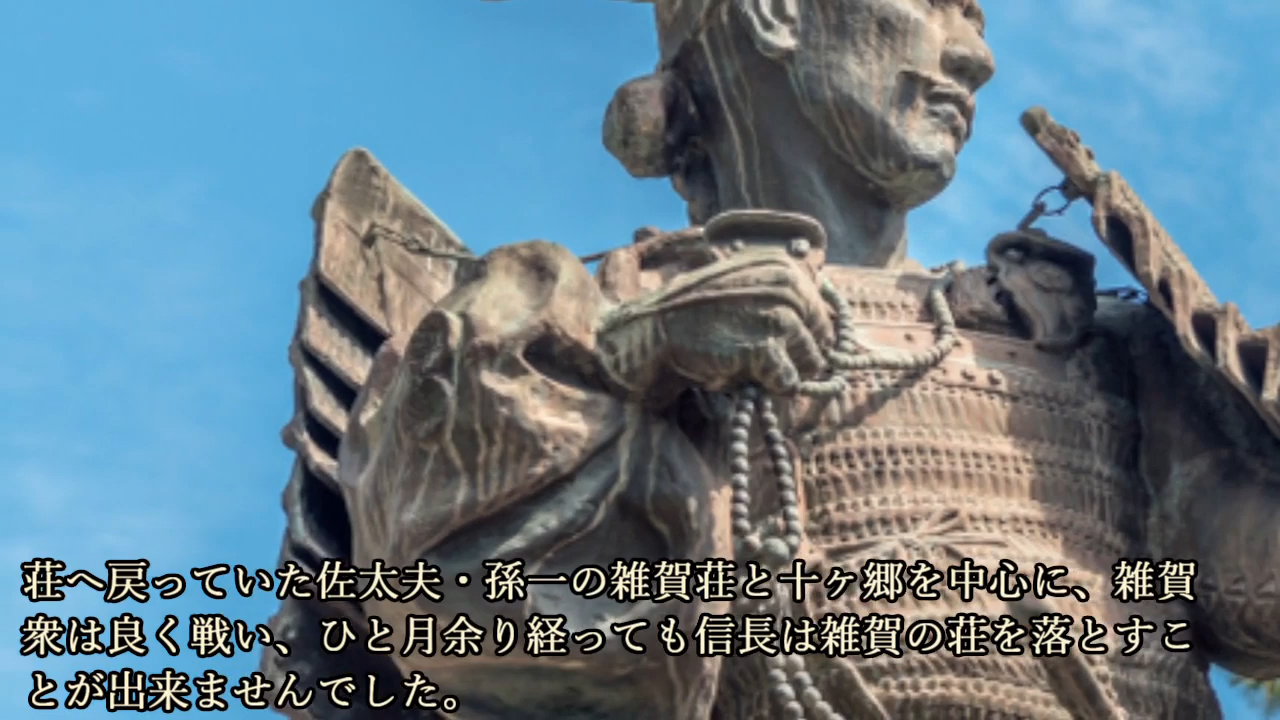 荘へ戻っていた佐太夫・孫一の雑賀荘と十ヶ郷を中心に、雑賀
衆は良く戦い、ひと月余り経っても信長は雑賀の荘を落とすこ
とが出来ませんでした。